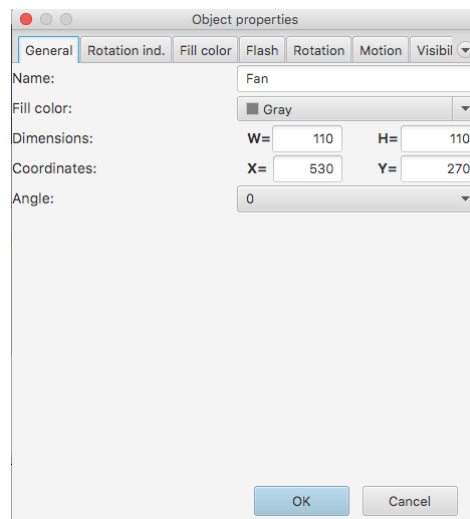 Object properties
General Rotation ind. Fill color Flash Rotation Motion Visibil
Name: Fan
Fill color: Gray
Dimensions: W= 110 H= 110
Coordinates: X= 530 Y= 270
Angle: 0
OK Cancel